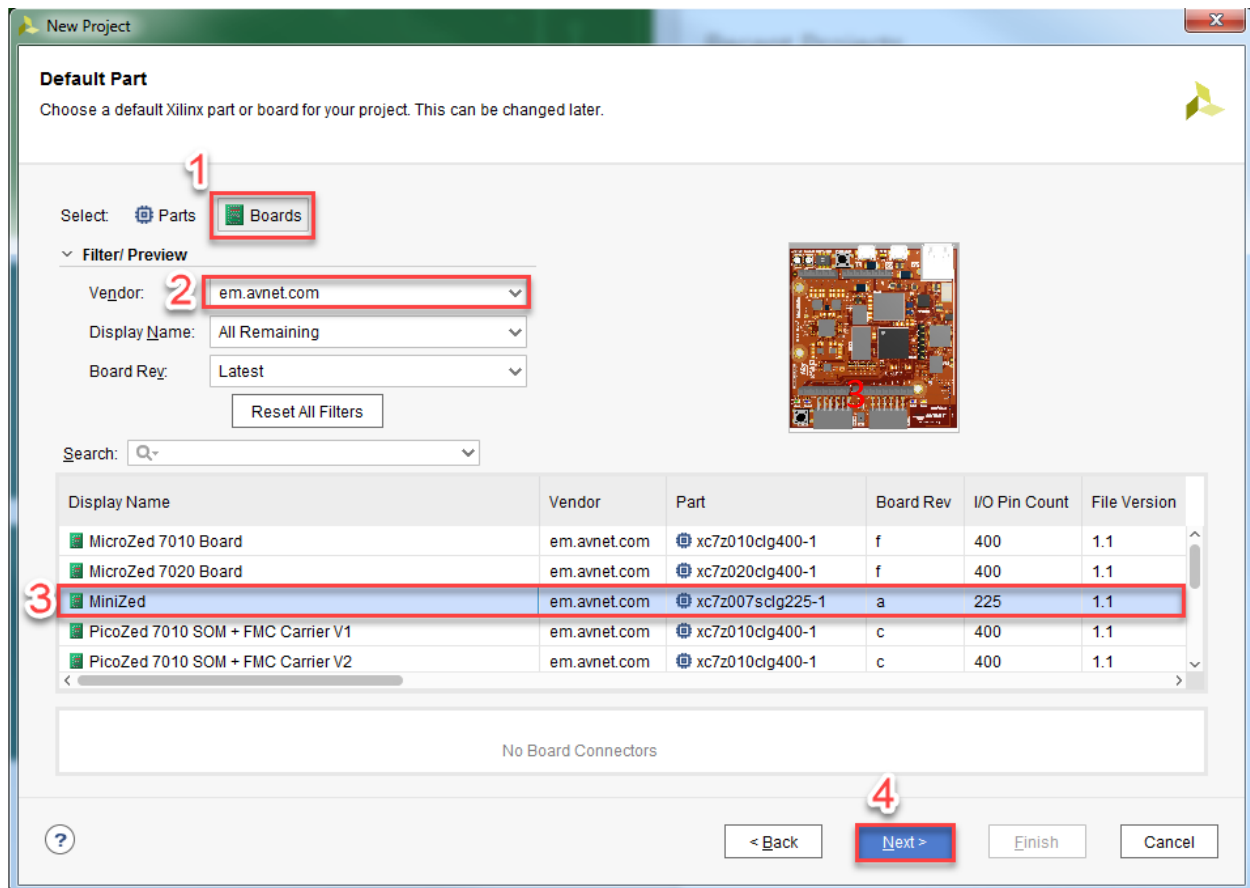 New Project
Default Part
Choose a default Xilinx part or board for your project. This can be changed later.
1
Select: Parts Boards
Filter/ Preview
Vendor: 2 em.avnet.com
Display Name: All Remaining
Board Rev: Latest
Reset All Filters
3
Search: Q
Display Name Vendor Part Board Rev I/O Pin Count File Version
MicroZed 7010 Board em.avnet.com xc7z010clg400-1 f 400 1.1
MicroZed 7020 Board em.avnet.com xc7z020clg400-1 f 400 1.1
3 MiniZed em.avnet.com xc7z007sclg225-1 a 225 1.1
PicoZed 7010 SOM + FMC Carrier V1 em.avnet.com xc7z010clg400-1 c 400 1.1
PicoZed 7010 SOM + FMC Carrier V2 em.avnet.com xc7z010clg400-1 c 400 1.1
No Board Connectors
4
? < Back Next > Finish Cancel